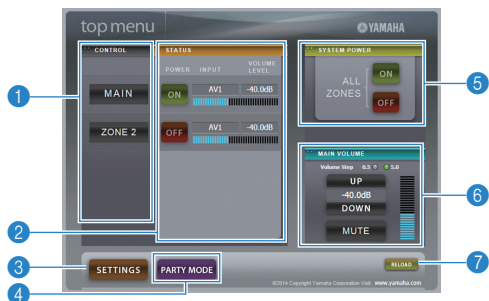 top menu
YAMAHA
CONTROL
MAIN
ZONE 2
STATUS
POWER INPUT VOLUME LEVEL
ON AV1 -40.0dB
OFF AV1 -40.0dB
SYSTEM POWER
ALL ZONES
ON
OFF
MAIN VOLUME
Volume Step 0.5 5.0
UP
-40.0dB
DOWN
MUTE
SETTINGS
PARTY MODE
RELOAD
©2014 Copyright Yamaha Corporation Visit www.yamaha.com
1
2
3
4
5
6
7